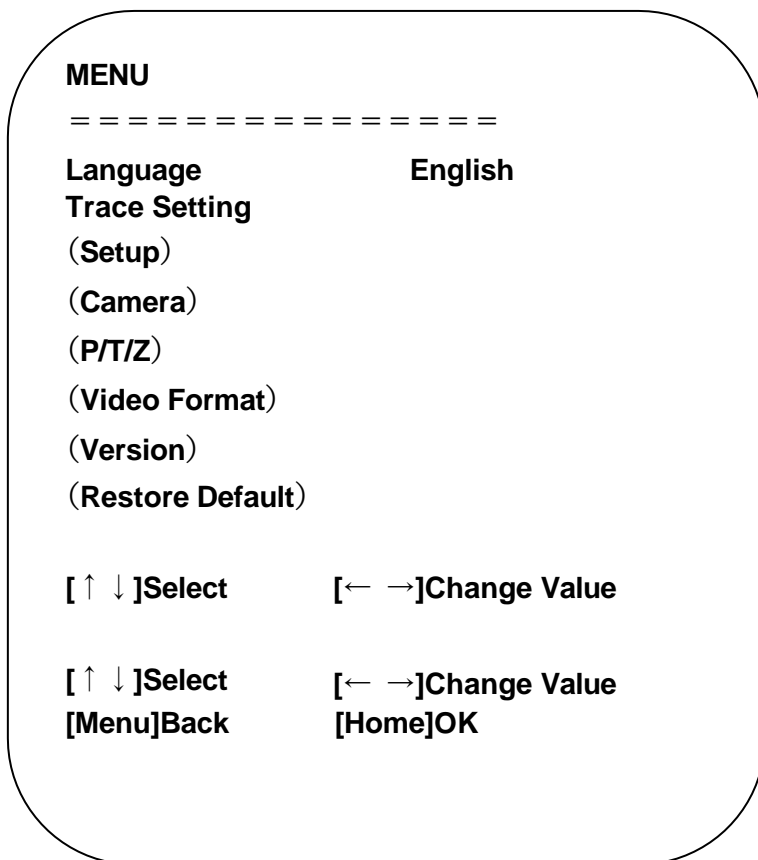 MENU
===============
Language English
Trace Setting
（Setup）
（Camera）
（P/T/Z）
（Video Format）
（Version）
（Restore Default）
[↑↓]Select [← →]Change Value
[↑↓]Select [← →]Change Value
[Menu]Back [Home]OK